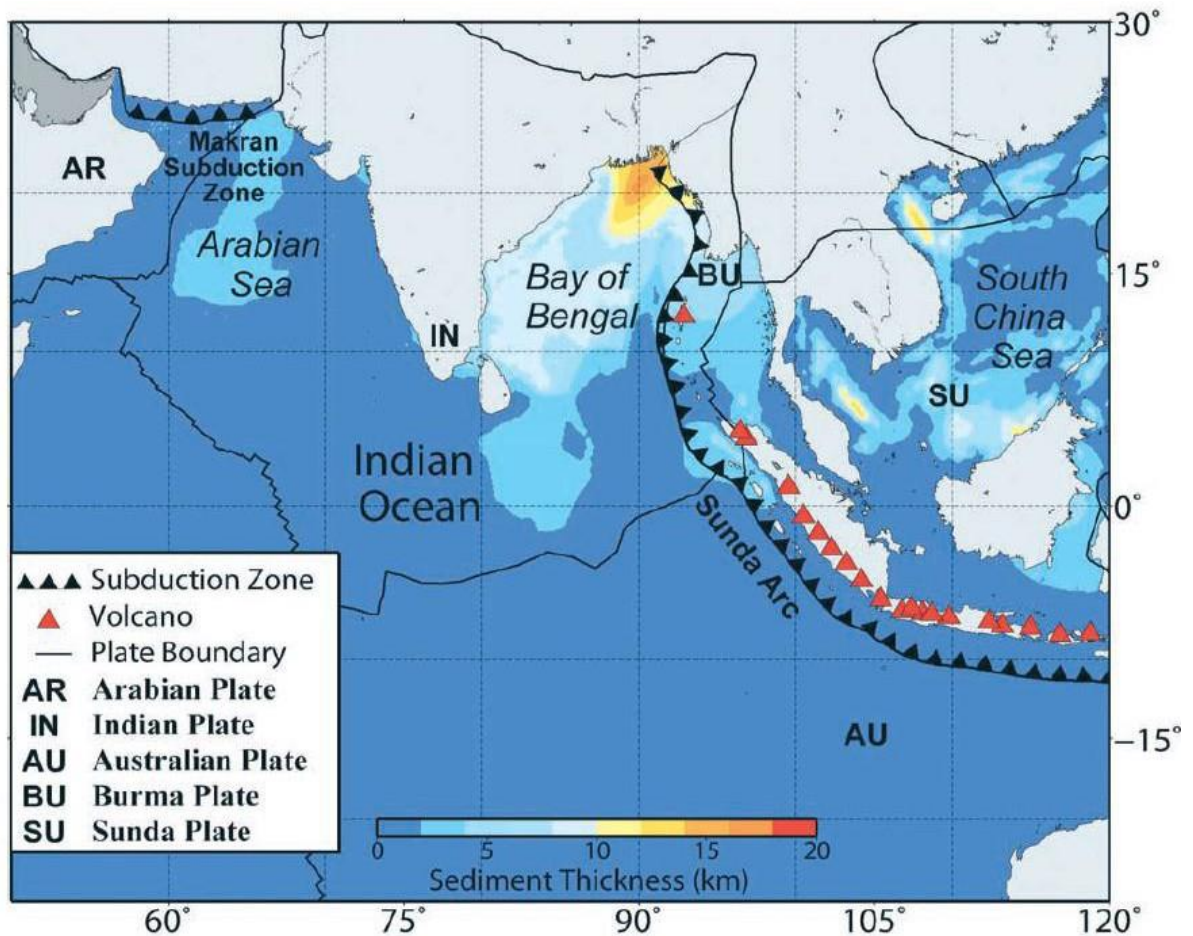 30°
AR
Makran
Subduction
Zone
Arabian
Sea
Bay of
Bengal
BU
15°
South
China
Sea
IN
SU
Indian
Ocean
0°
Sunda Arc
Subduction Zone
Volcano
Plate Boundary
AR Arabian Plate
IN Indian Plate
AU Australian Plate
BU Burma Plate
SU Sunda Plate
AU
−15°
0 5 10 15 20
Sediment Thickness (km)
60° 75° 90° 105° 120°